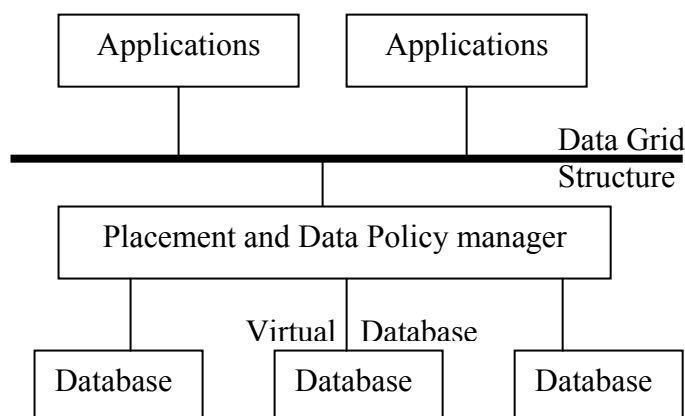 Applications Applications
Data Grid
Structure
Placement and Data Policy manager
Virtual Database
Database Database Database